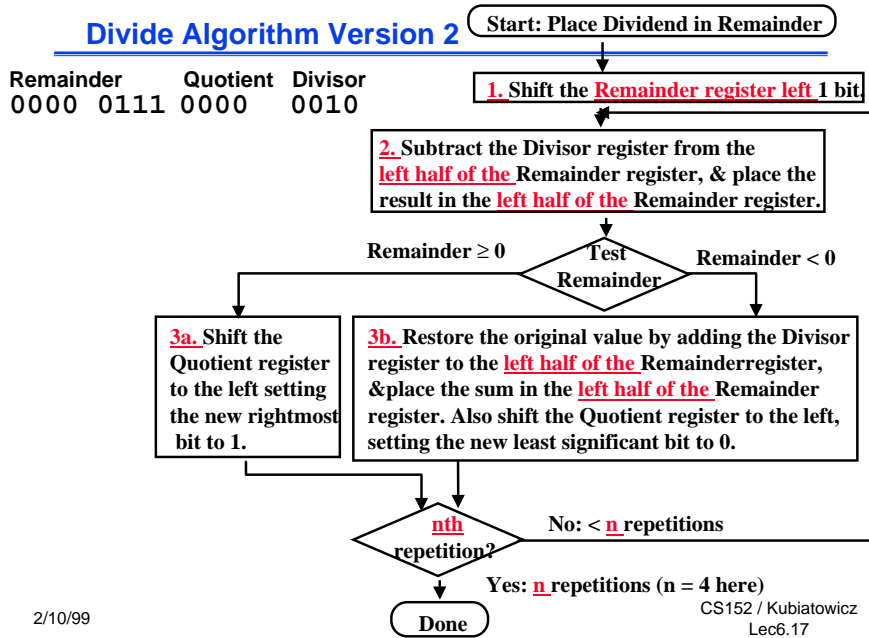 Divide Algorithm Version 2
Start: Place Dividend in Remainder
Remainder Quotient Divisor
0000 0111 0000 0010
1. Shift the Remainder register left 1 bit.
2. Subtract the Divisor register from the
left half of the Remainder register, & place the
result in the left half of the Remainder register.
Remainder ≥ 0
Test
Remainder
Remainder < 0
3a. Shift the
Quotient register
to the left setting
the new rightmost
bit to 1.
3b. Restore the original value by adding the Divisor
register to the left half of the Remainderregister,
&place the sum in the left half of the Remainder
register. Also shift the Quotient register to the left,
setting the new least significant bit to 0.
nth
repetition?
No: < n repetitions
Yes: n repetitions (n = 4 here)
Done
2/10/99
CS152 / Kubiatowicz
Lec6.17